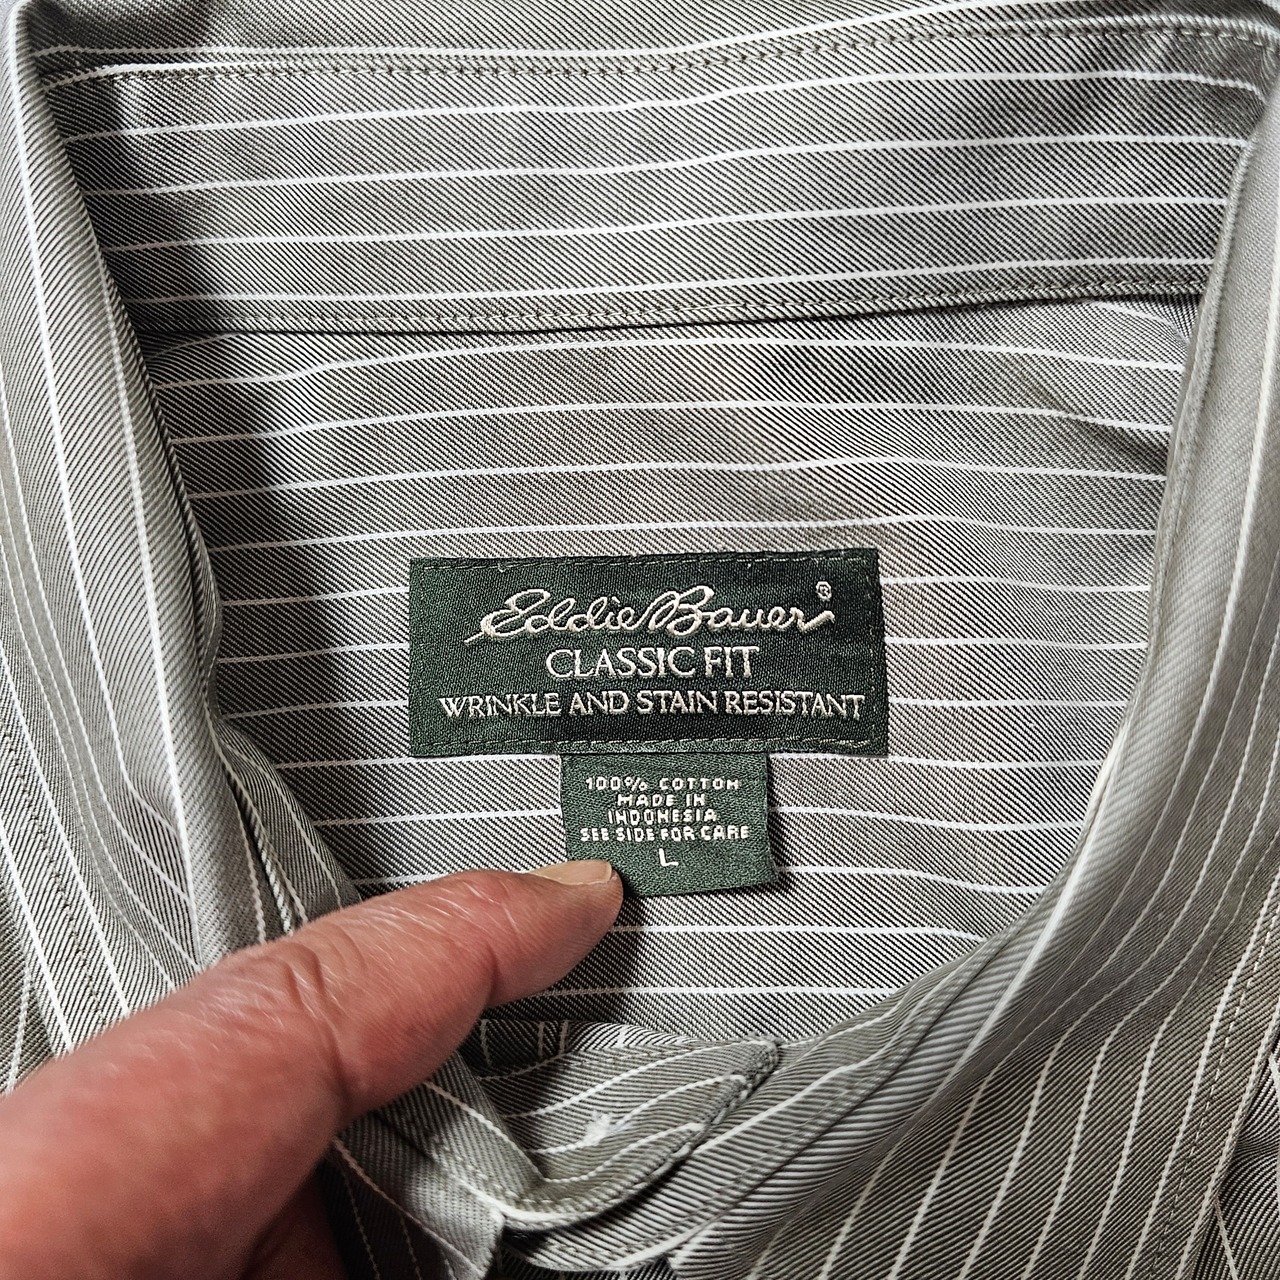 Eddie Bauer®
CLASSIC FIT
WRINKLE AND STAIN RESISTANT
100% COTTON
MADE IN
INDONESIA
SEE SIDE FOR CARE
L